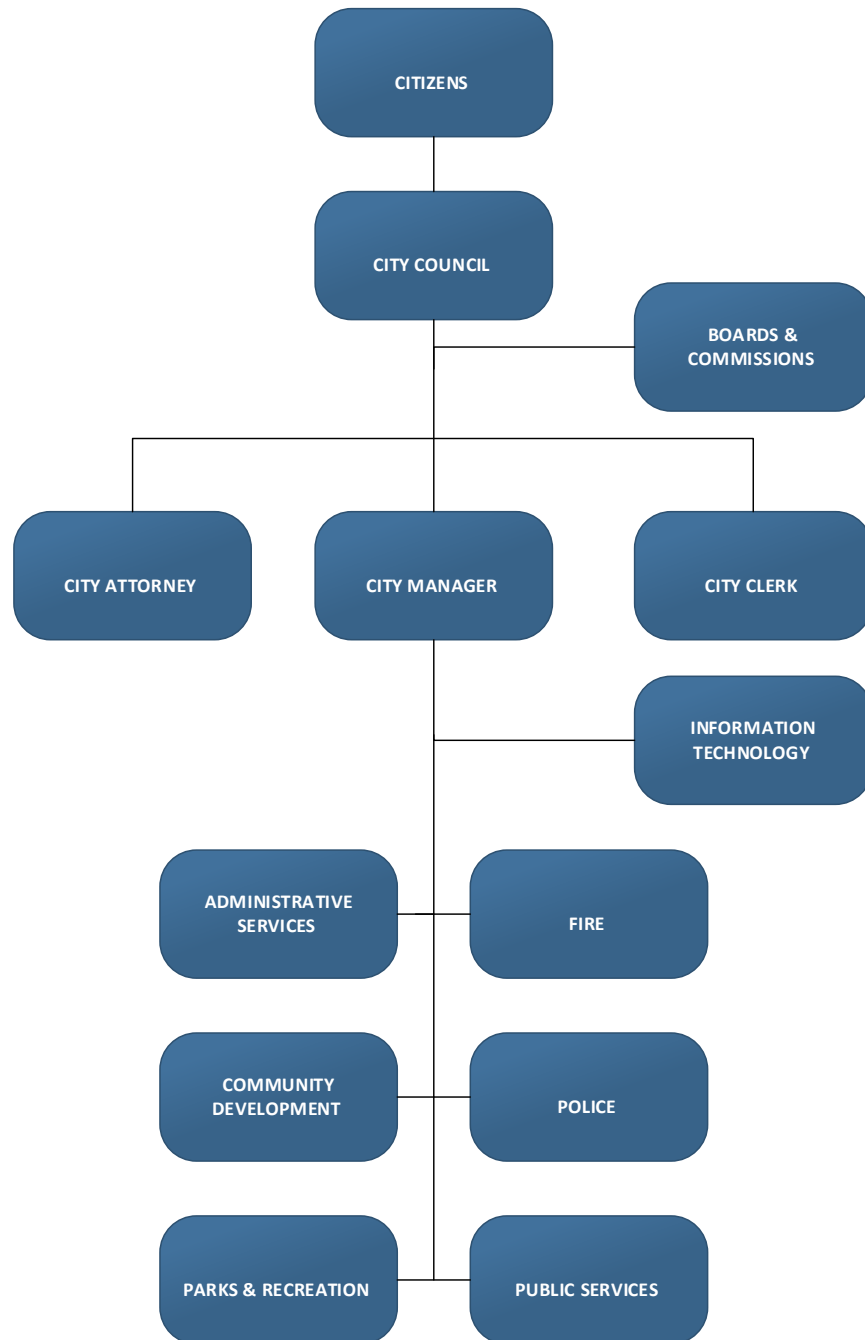 CITIZENS
CITY COUNCIL
BOARDS &
COMMISSIONS
CITY ATTORNEY
CITY MANAGER
CITY CLERK
INFORMATION
TECHNOLOGY
ADMINISTRATIVE
SERVICES
FIRE
COMMUNITY
DEVELOPMENT
POLICE
PARKS & RECREATION
PUBLIC SERVICES